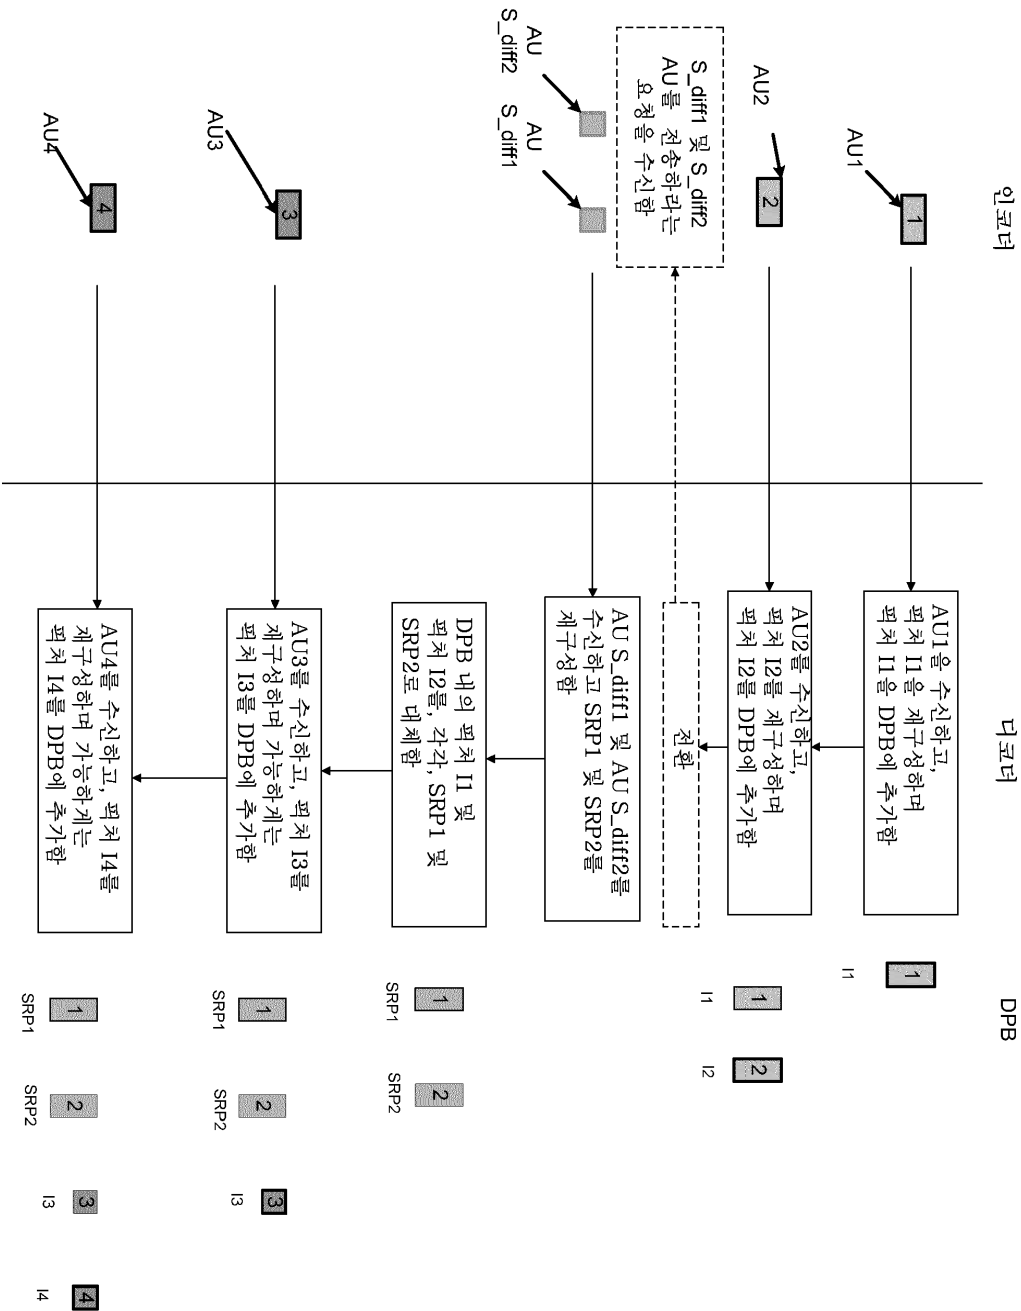 인코더
디코더
DPB
AU1
1
AU1을 수신하고,
픽처 I1을 재구성하며
픽처 I1을 DPB에 추가함
1
I1
AU2
2
AU2를 수신하고,
픽처 I2를 재구성하며
픽처 I2를 DPB에 추가함
1
I1
2
I2
S_diff1 및 S_diff2
AU를 전송하라는
요청을 수신함
전환
AU
S_diff2
AU
S_diff1
AU S_diff1 및 AU S_diff2를
수신하고 SRP1 및 SRP2를
재구성함
DPB 내의 픽처 I1 및
픽처 I2를, 각각, SRP1 및
SRP2로 대체함
1
SRP1
2
SRP2
AU3
3
AU3를 수신하고, 픽처 I3를
재구성하며 가능하게는
픽처 I3를 DPB에 추가함
1
SRP1
2
SRP2
3
I3
AU4
4
AU4를 수신하고, 픽처 I4를
재구성하며 가능하게는
픽처 I4를 DPB에 추가함
1
SRP1
2
SRP2
3
I3
4
I4